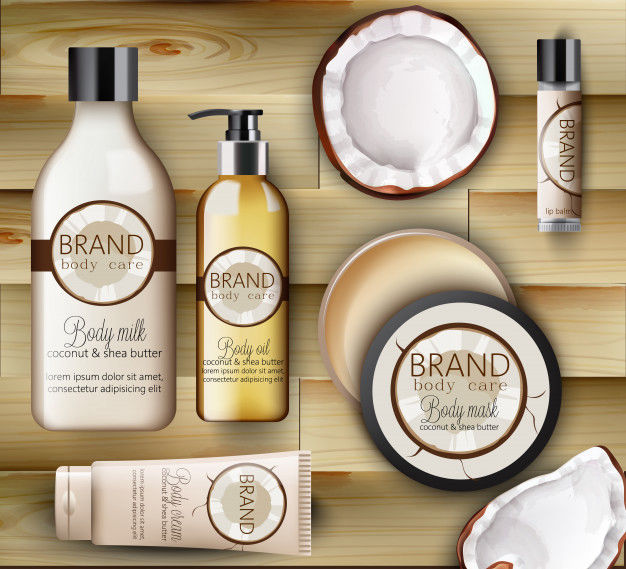 BRAND
body care
Body milk
coconut & shea butter
lorem ipsum dolor sit amet,
consectetur adipisicing elit
BRAND
body care
Body oil
coconut & shea butter
lorem ipsum dolor sit amet,
consectetur adipisicing elit
BRAND
lip balm
BRAND
body care
Body mask
coconut & shea butter
BRAND
Body cream
coconut & shea butter
lorem ipsum dolor sit amet,
consectetur adipisicing elit